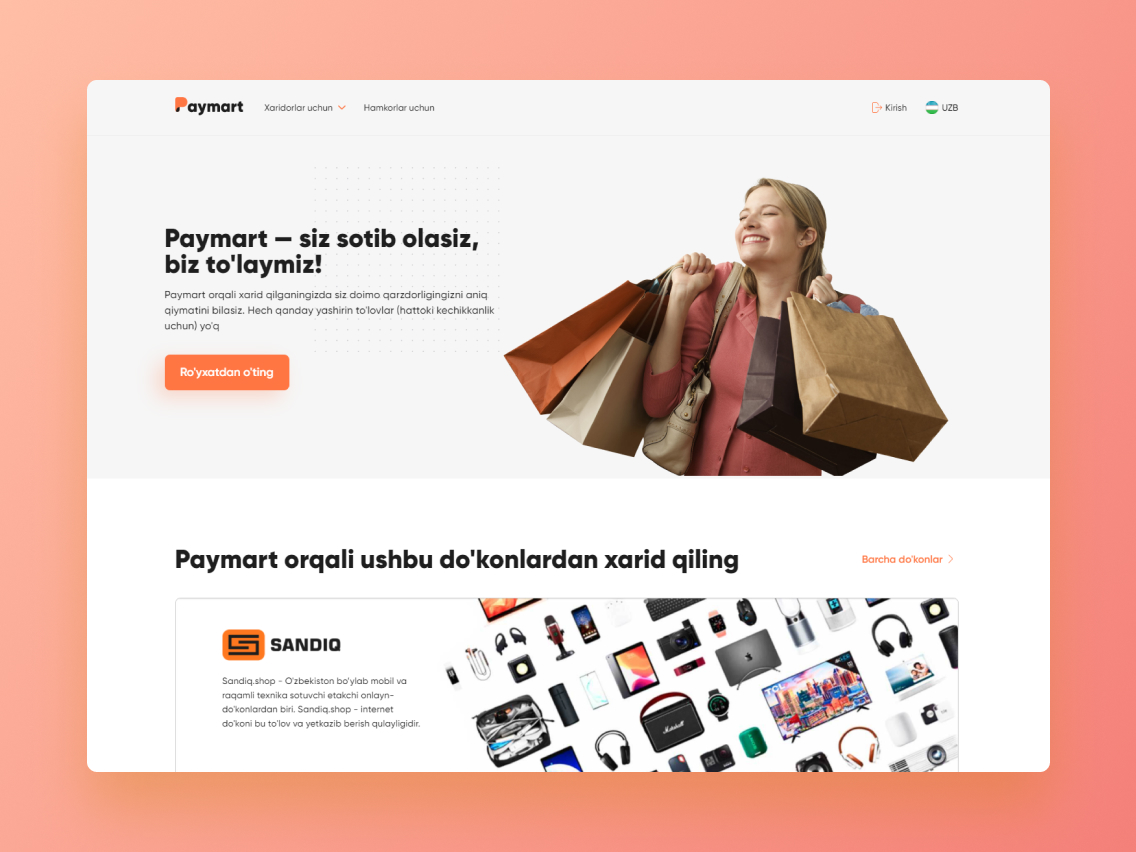 Paymart
Xaridorlar uchun
Hamkorlar uchun
Kirish
UZB
Paymart — siz sotib olasiz,
biz to'laymiz!
Paymart orqali xarid qilganingizda siz doimo qarzdorligingizni aniq
qiymatini bilasiz. Hech qanday yashirin to'lovlar (hattoki kechikkanlik
uchun) yo'q
Ro'yxatdan o'ting
Paymart orqali ushbu do'konlardan xarid qiling
Barcha do'konlar
SANDIQ
Sandiq.shop - O'zbekiston bo'ylab mobil va
raqamli texnika sotuvchi etakchi onlayn-
do'konlardan biri. Sandiq.shop - internet
do'koni bu to'lov va yetkazib berish qulayligidir.
Marshall
TCL